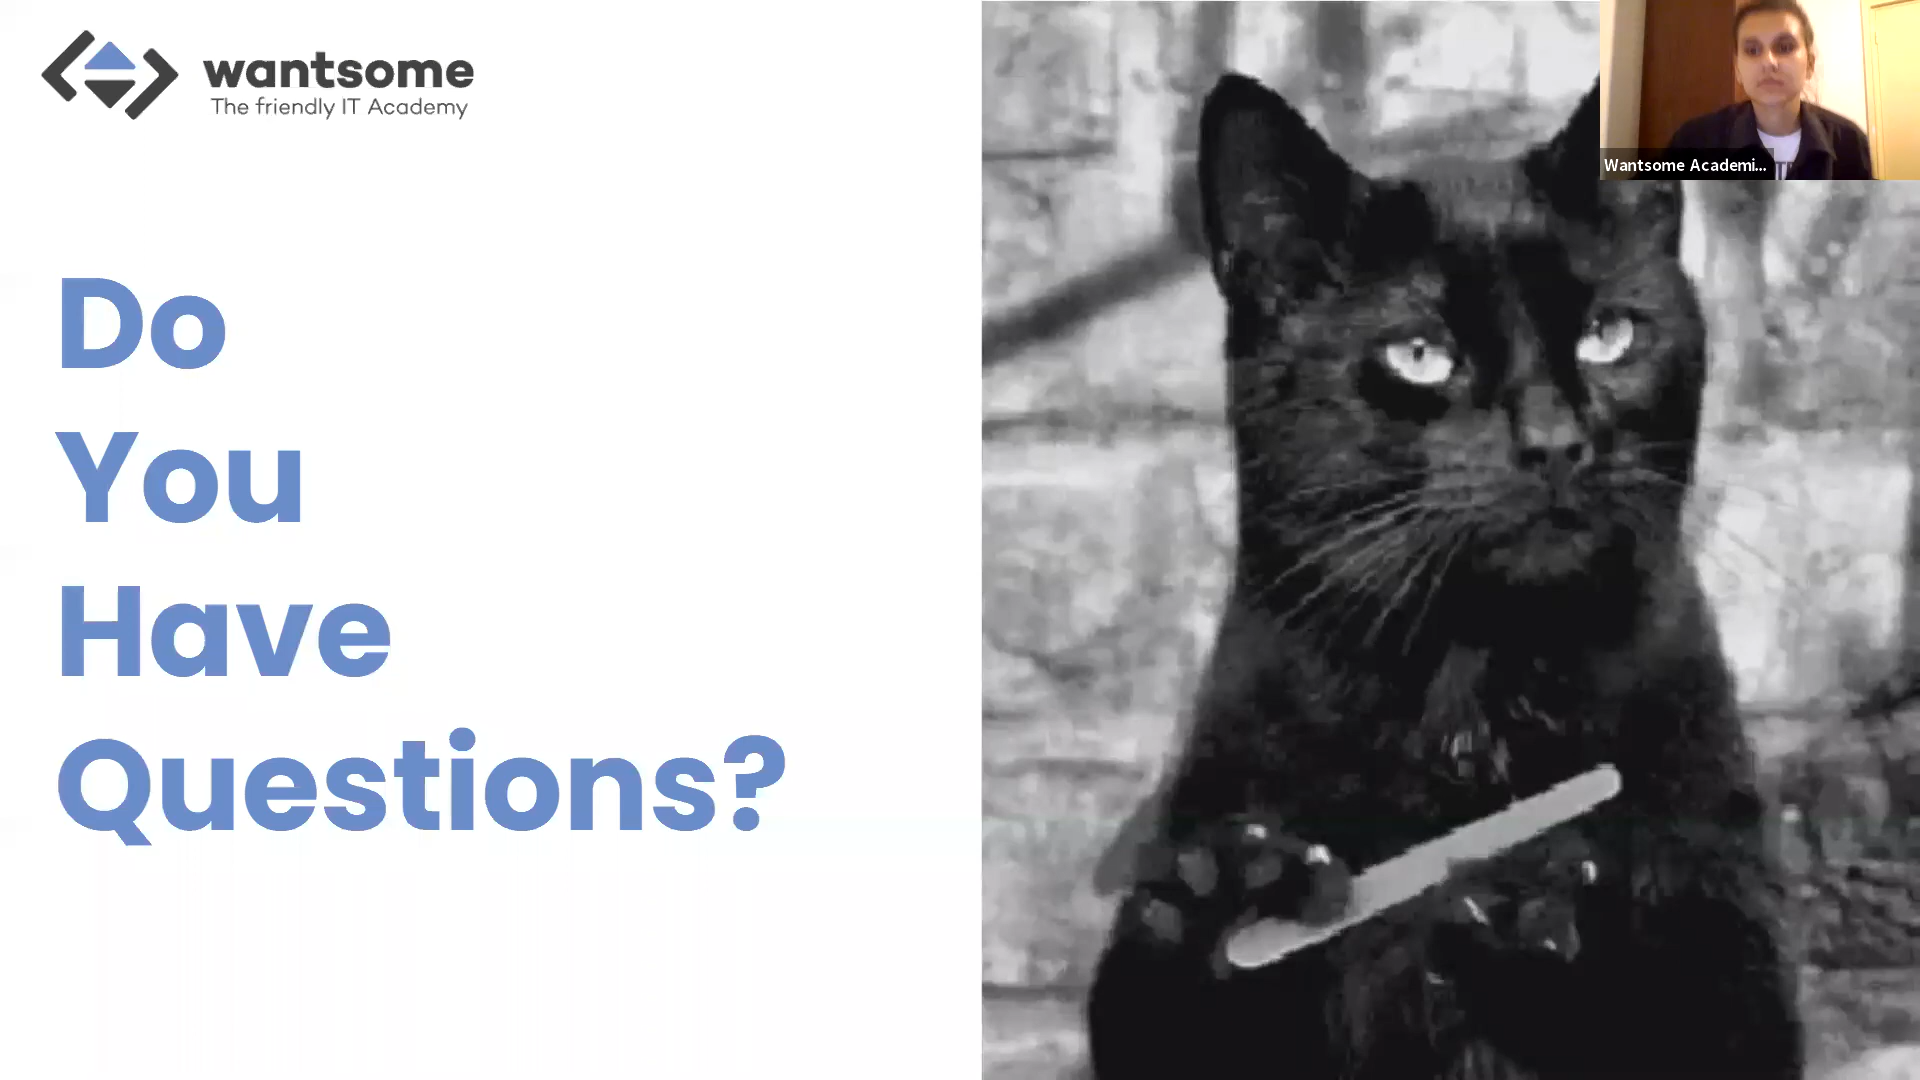 wantsome
The friendly IT Academy
Wantsome Academi...
Do
You
Have
Questions?